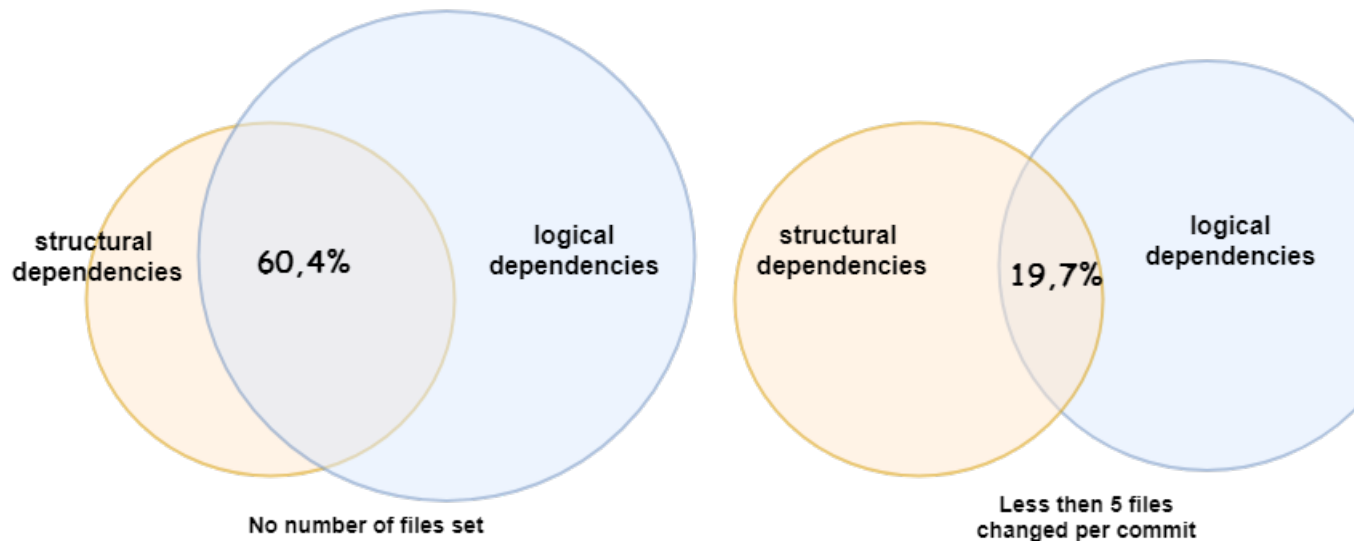 structural
dependencies
60,4%
logical
dependencies
No number of files set
structural
dependencies
19,7%
logical
dependencies
Less then 5 files
changed per commit